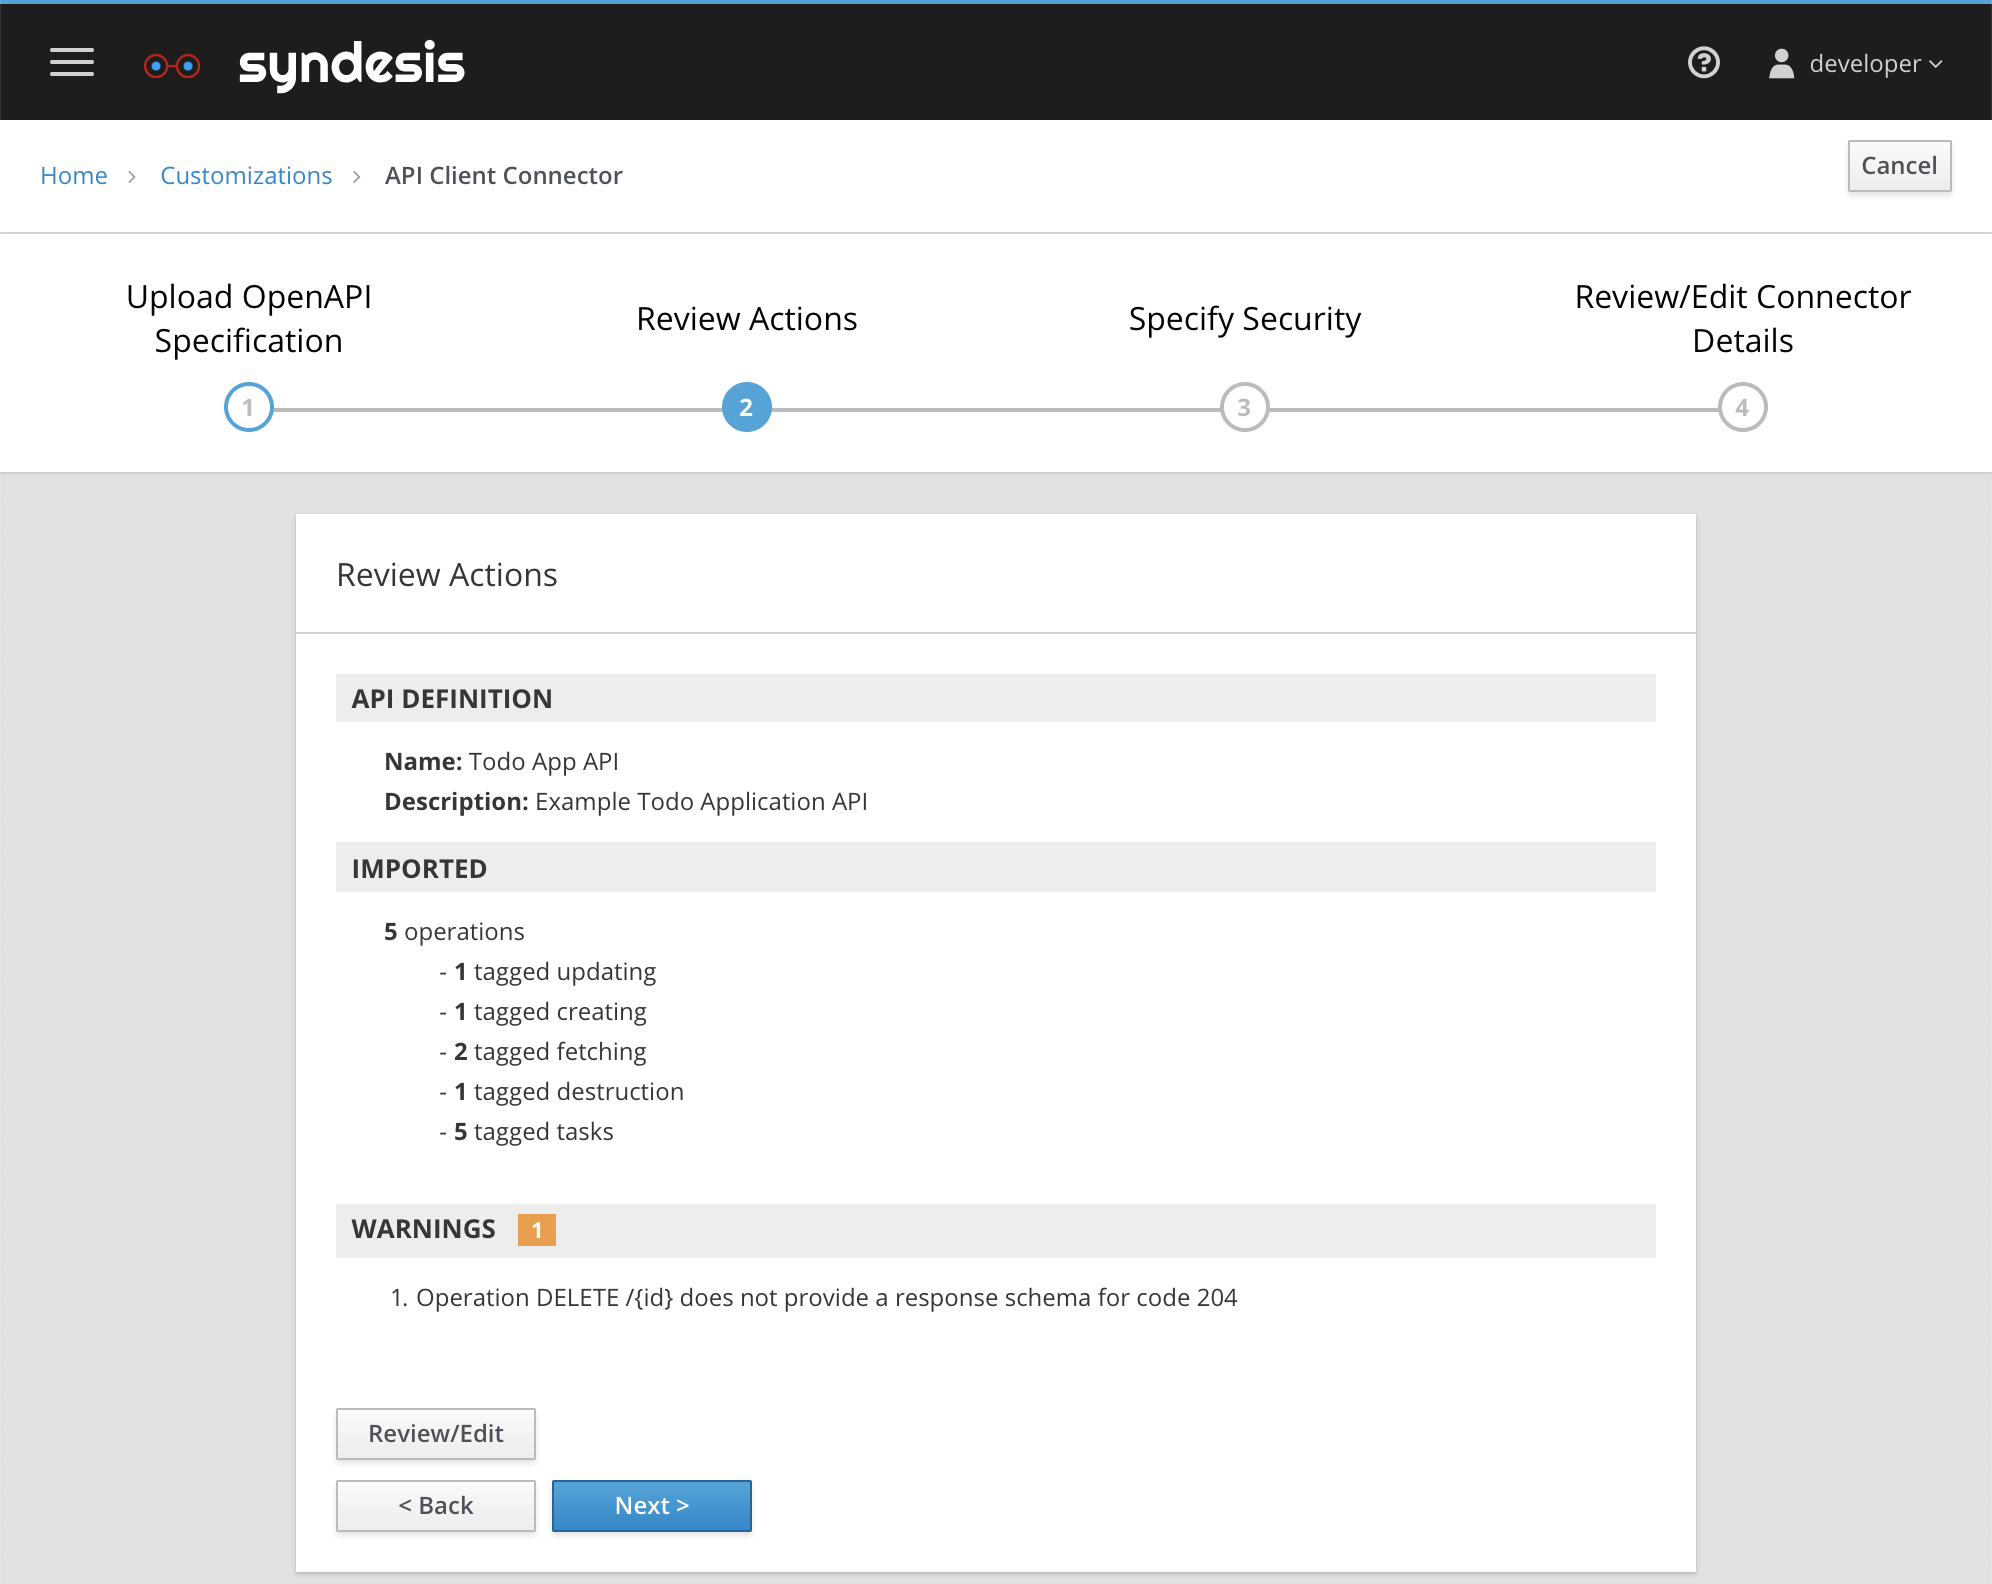 syndesis
developer
Home > Customizations > API Client Connector
Cancel
Upload OpenAPI
Specification
Review Actions
Specify Security
Review/Edit Connector
Details
1
2
3
4
Review Actions
API DEFINITION
Name: Todo App API
Description: Example Todo Application API
IMPORTED
5 operations
- 1 tagged updating
- 1 tagged creating
- 2 tagged fetching
- 1 tagged destruction
- 5 tagged tasks
WARNINGS 1
1. Operation DELETE /{id} does not provide a response schema for code 204
Review/Edit
< Back
Next >